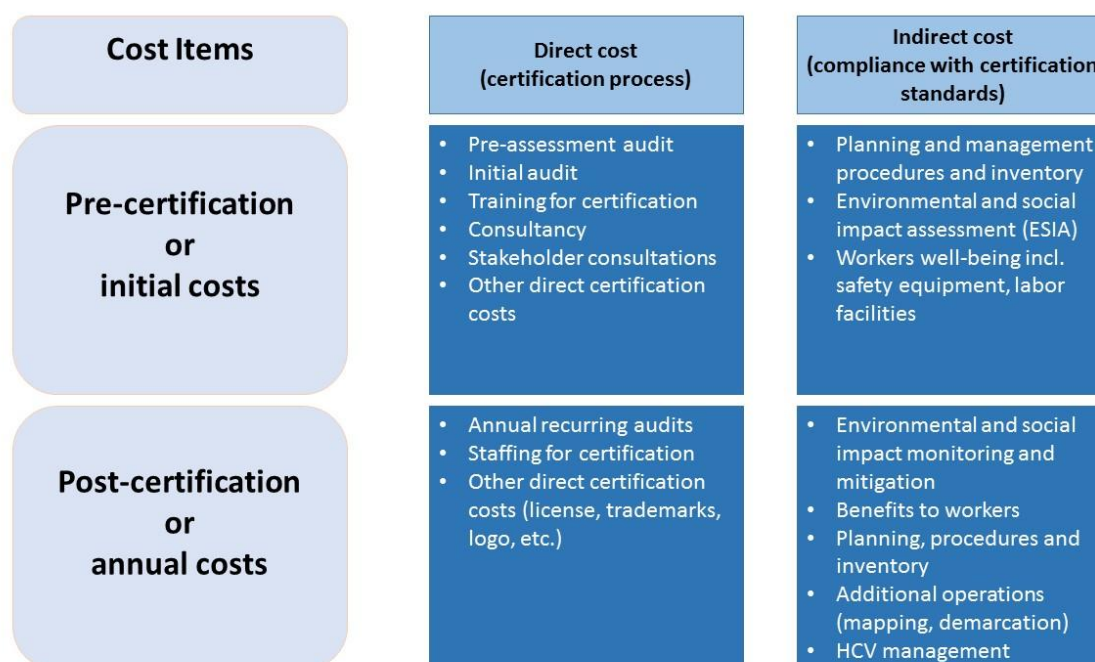 Cost Items
Direct cost
(certification process)
Indirect cost
(compliance with certification
standards)
Pre-certification
or
initial costs
• Pre-assessment audit
• Initial audit
• Training for certification
• Consultancy
• Stakeholder consultations
• Other direct certification
costs
• Planning and management
procedures and inventory
• Environmental and social
impact assessment (ESIA)
• Workers well-being incl.
safety equipment, labor
facilities
Post-certification
or
annual costs
• Annual recurring audits
• Staffing for certification
• Other direct certification
costs (license, trademarks,
logo, etc.)
• Environmental and social
impact monitoring and
mitigation
• Benefits to workers
• Planning, procedures and
inventory
• Additional operations
(mapping, demarcation)
• HCV management